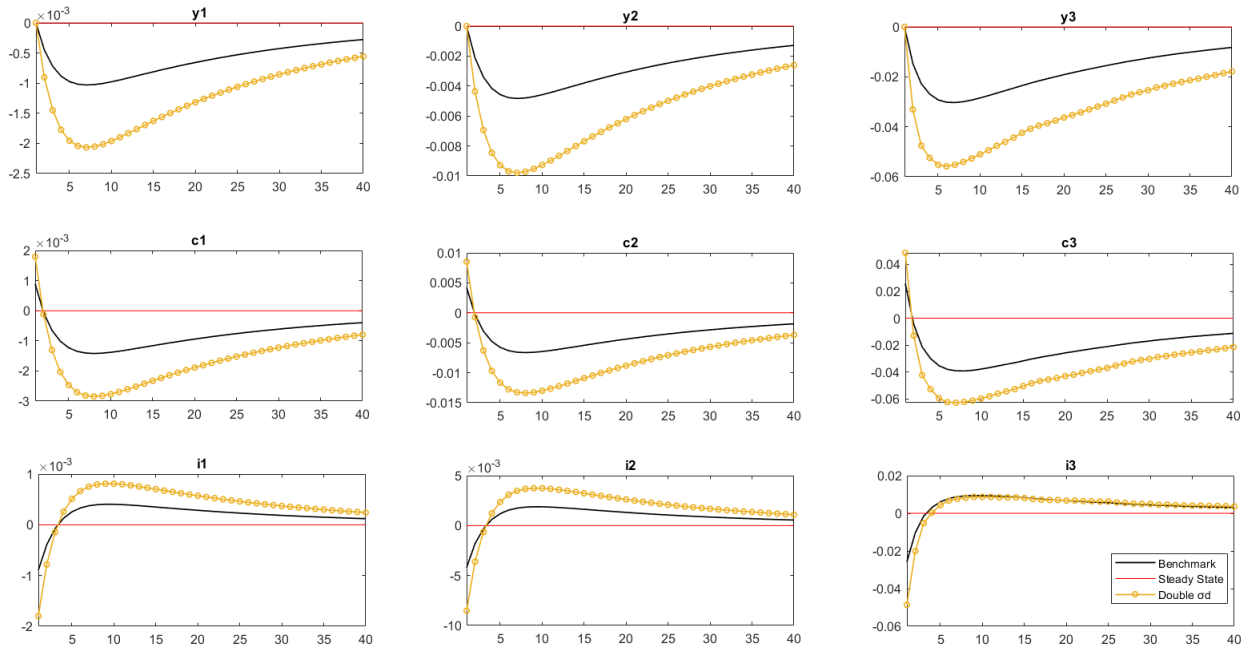 y1 y2 y3
×10⁻³
0 -0.5 -1 -1.5 -2 -2.5
5 10 15 20 25 30 35 40
0 -0.002 -0.004 -0.006 -0.008 -0.01
5 10 15 20 25 30 35 40
0 -0.02 -0.04 -0.06
5 10 15 20 25 30 35 40
c1 c2 c3
×10⁻³
2 1 0 -1 -2 -3
5 10 15 20 25 30 35 40
0.01 0.005 0 -0.005 -0.01 -0.015
5 10 15 20 25 30 35 40
0.04 0.02 0 -0.02 -0.04 -0.06
5 10 15 20 25 30 35 40
i1 i2 i3
×10⁻³
1 0 -1 -2
5 10 15 20 25 30 35 40
×10⁻³
5 0 -5 -10
5 10 15 20 25 30 35 40
0.02 0 -0.02 -0.04 -0.06
5 10 15 20 25 30 35 40
Benchmark
Steady State
Double σd